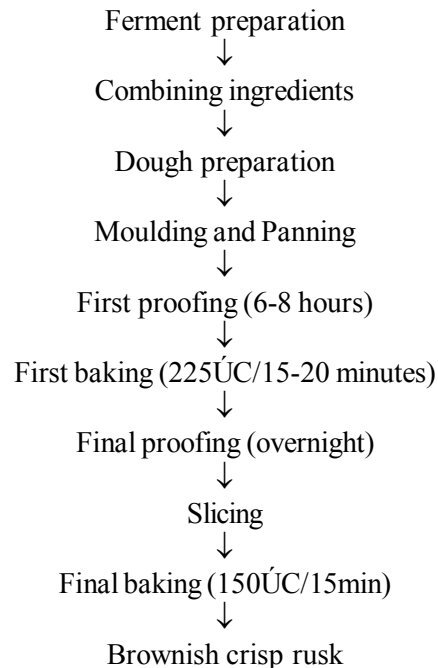 Ferment preparation
↓
Combining ingredients
↓
Dough preparation
↓
Moulding and Panning
↓
First proofing (6-8 hours)
↓
First baking (225ÚC/15-20 minutes)
↓
Final proofing (overnight)
↓
Slicing
↓
Final baking (150ÚC/15min)
↓
Brownish crisp rusk